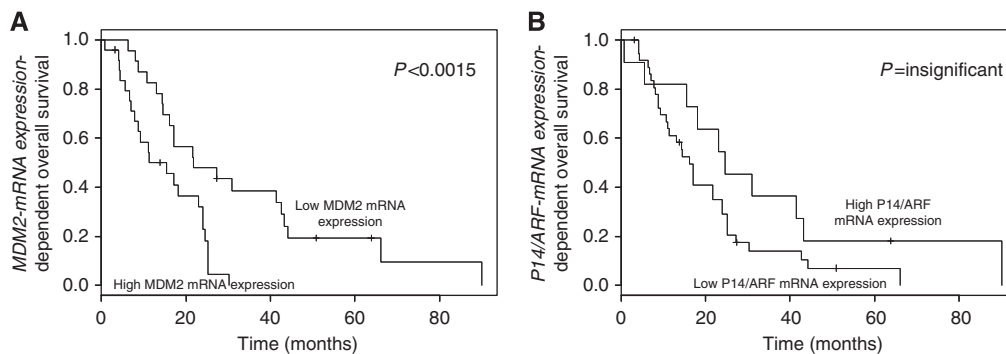 A
MDM2-mRNA expression-
dependent overall survival
1.0
0.8
0.6
0.4
0.2
0.0
P<0.0015
Low MDM2 mRNA
expression
High MDM2 mRNA expression
0 20 40 60 80
Time (months)
B
P14/ARF-mRNA expression-
dependent overall survival
1.0
0.8
0.6
0.4
0.2
0.0
P=insignificant
High P14/ARF
mRNA expression
Low P14/ARF mRNA expression
0 20 40 60 80
Time (months)